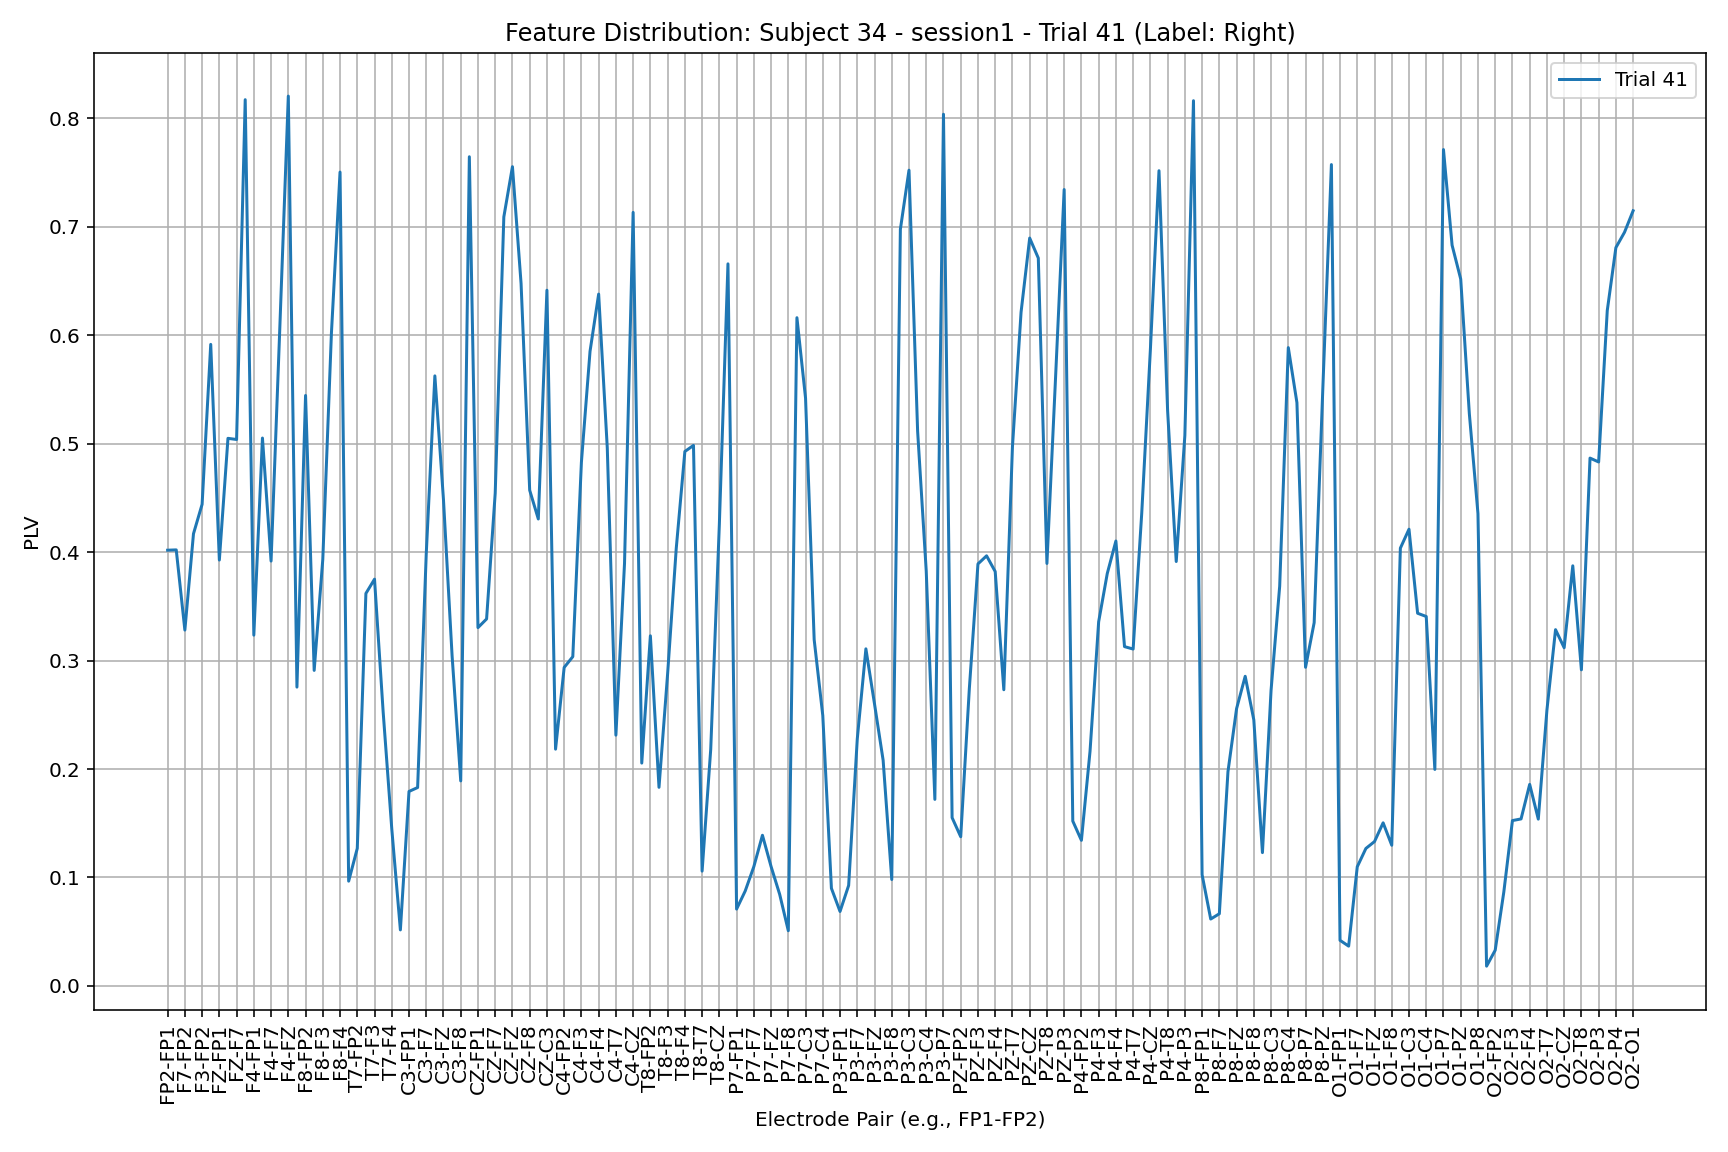 Feature Distribution: Subject 34 - session1 - Trial 41 (Label: Right)
Trial 41
PLV
0.8
0.7
0.6
0.5
0.4
0.3
0.2
0.1
0.0
FP2-FP1
F7-FP2
F3-FP2
FZ-FP1
FZ-F7
F4-FP1
F4-F7
F4-FZ
F8-FP2
F8-F3
F8-F4
T7-FP2
T7-F3
T7-F4
C3-FP1
C3-F7
C3-FZ
C3-F8
CZ-FP1
CZ-F7
CZ-FZ
CZ-F8
CZ-C3
C4-FP2
C4-F3
C4-F4
C4-T7
C4-CZ
T8-FP2
T8-F3
T8-F4
T8-T7
T8-CZ
P7-FP1
P7-F7
P7-FZ
P7-F8
P7-C3
P7-C4
P3-FP1
P3-F7
P3-FZ
P3-F8
P3-C3
P3-C4
P3-P7
PZ-FP2
PZ-F3
PZ-F4
PZ-T7
PZ-CZ
PZ-T8
PZ-P3
P4-FP2
P4-F3
P4-F4
P4-T7
P4-CZ
P4-T8
P4-P3
P8-FP1
P8-F7
P8-FZ
P8-F8
P8-C3
P8-C4
P8-P7
P8-PZ
O1-FP1
O1-F7
O1-FZ
O1-F8
O1-C3
O1-C4
O1-P7
O1-PZ
O1-P8
O2-FP2
O2-F3
O2-F4
O2-T7
O2-CZ
O2-T8
O2-P3
O2-P4
O2-O1
Electrode Pair (e.g., FP1-FP2)